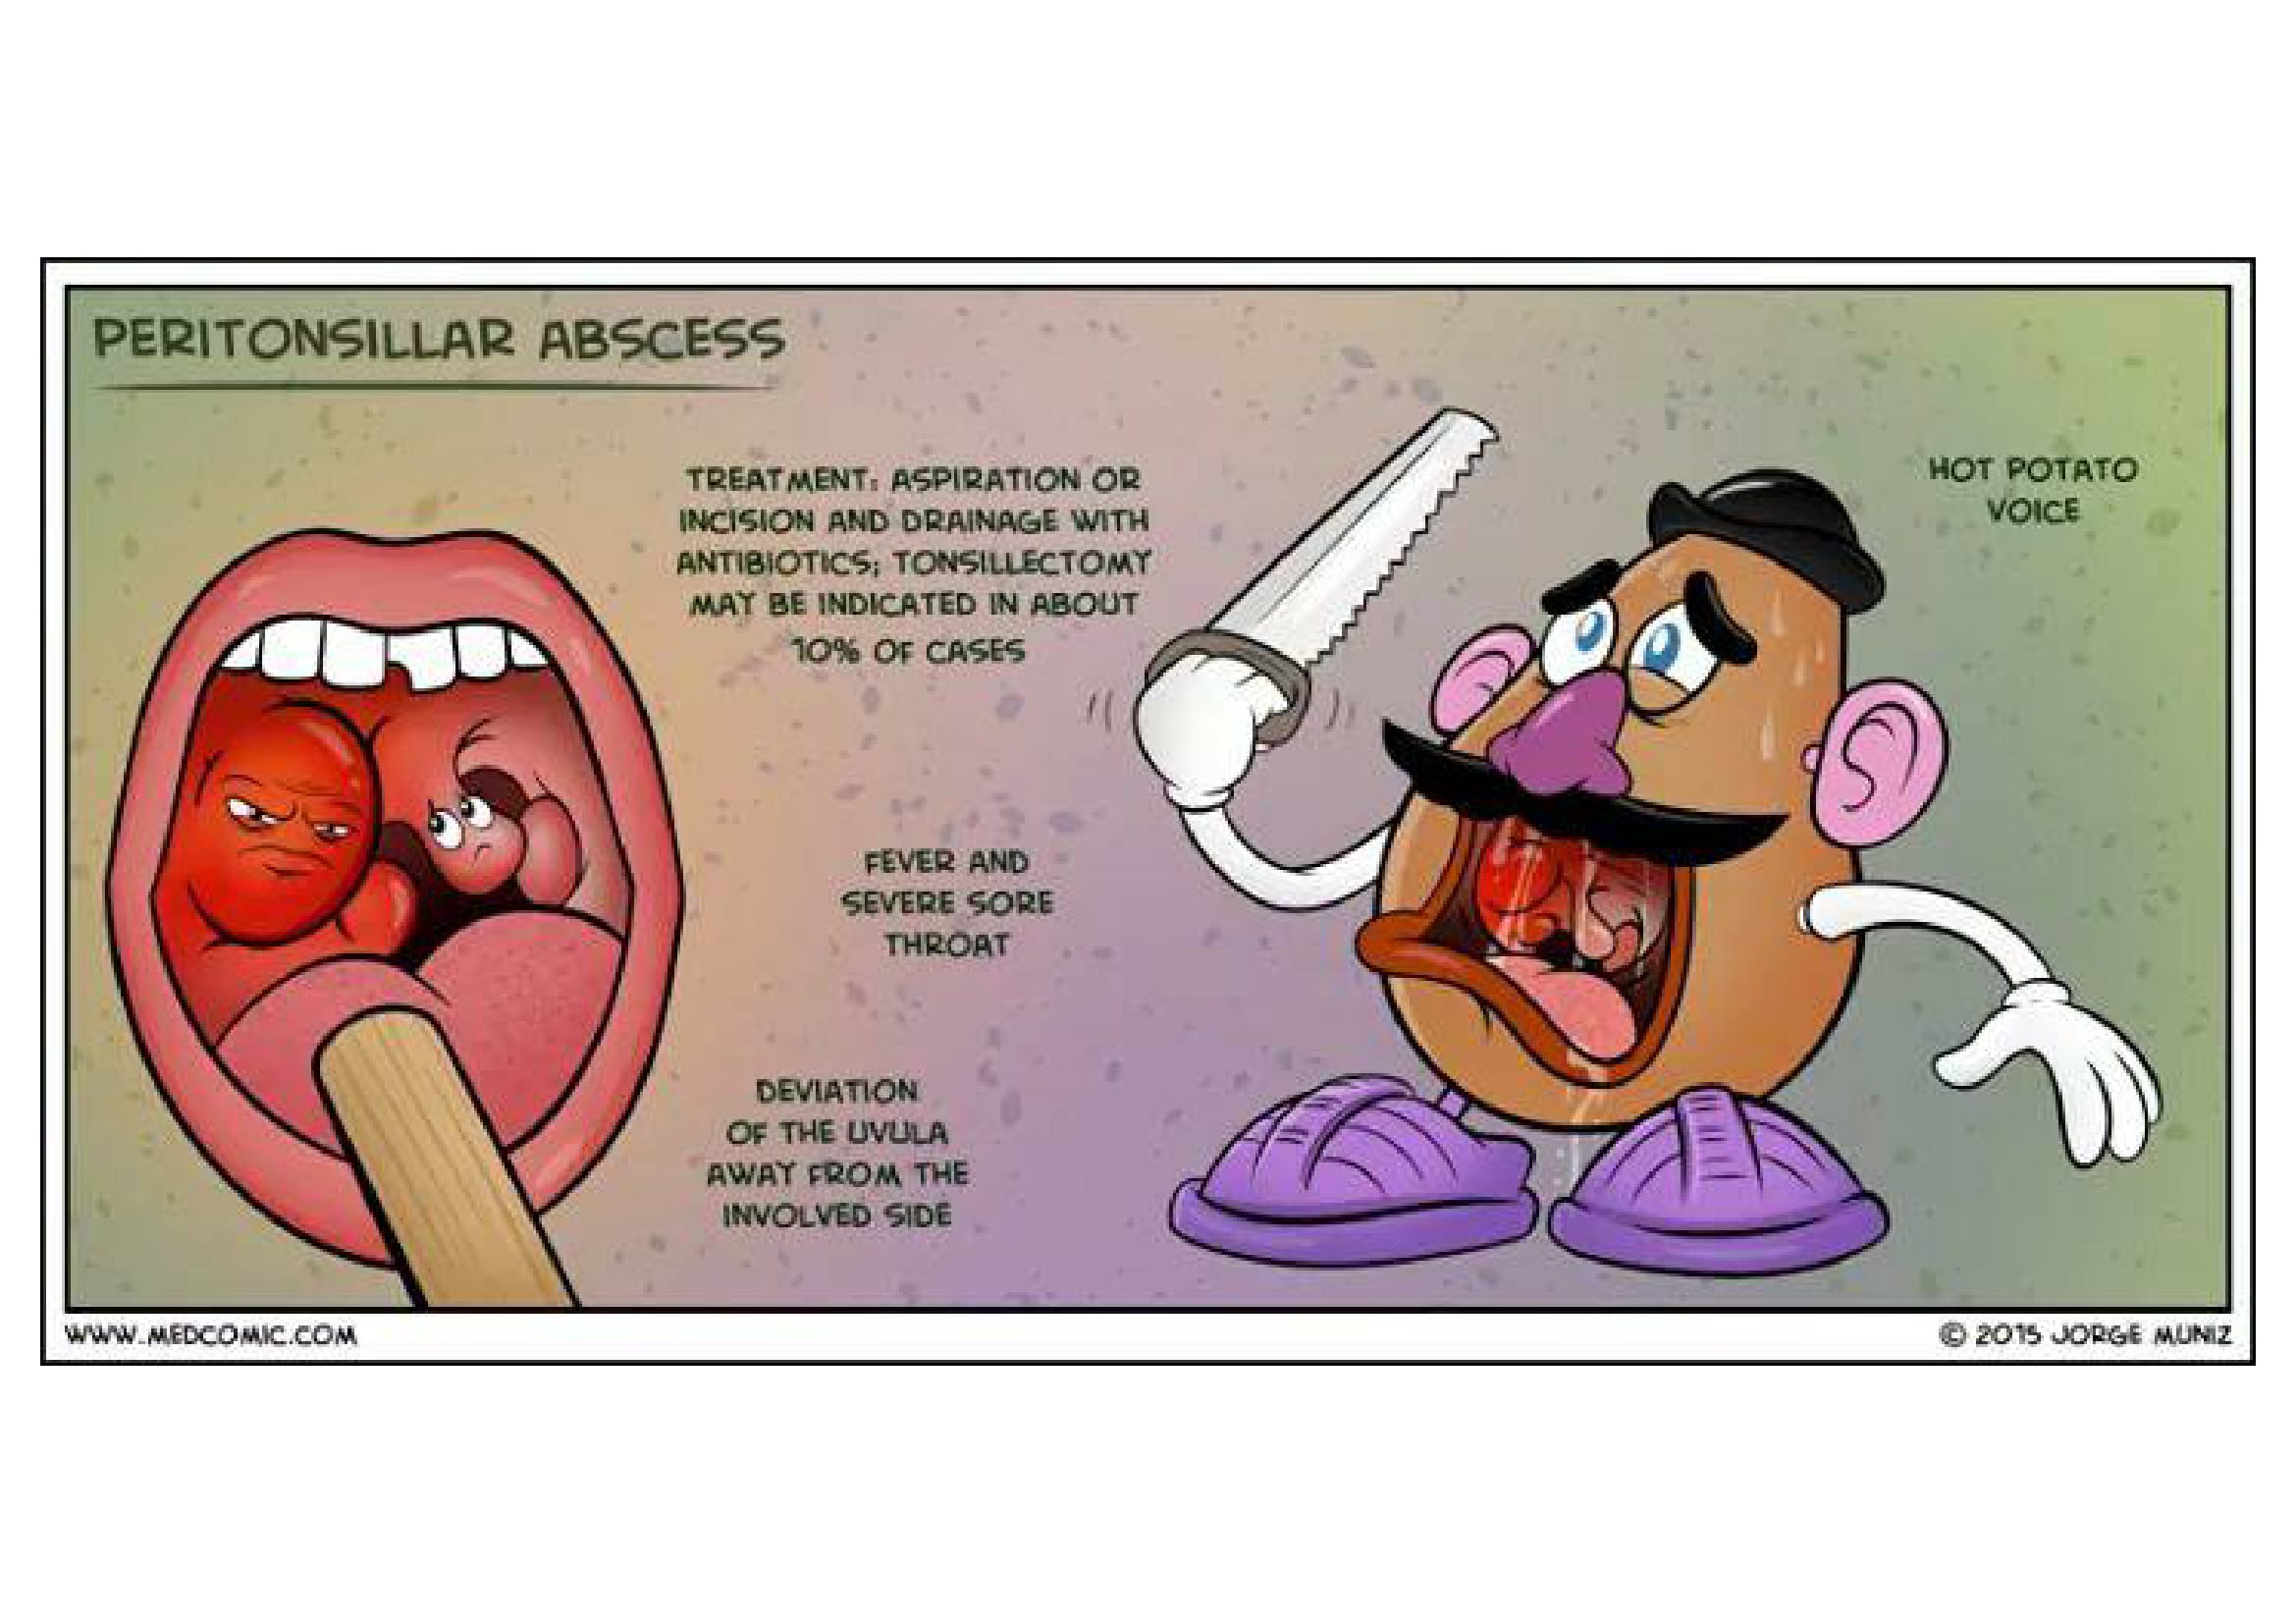 PERITONSILLAR ABSCESS
TREATMENT: ASPIRATION OR
INCISION AND DRAINAGE WITH
ANTIBIOTICS; TONSILLECTOMY
MAY BE INDICATED IN ABOUT
10% OF CASES
HOT POTATO
VOICE
FEVER AND
SEVERE SORE
THROAT
DEVIATION
OF THE UVULA
AWAY FROM THE
INVOLVED SIDE
WWW.MEDCOMIC.COM
© 2015 JORGE MUNIZ